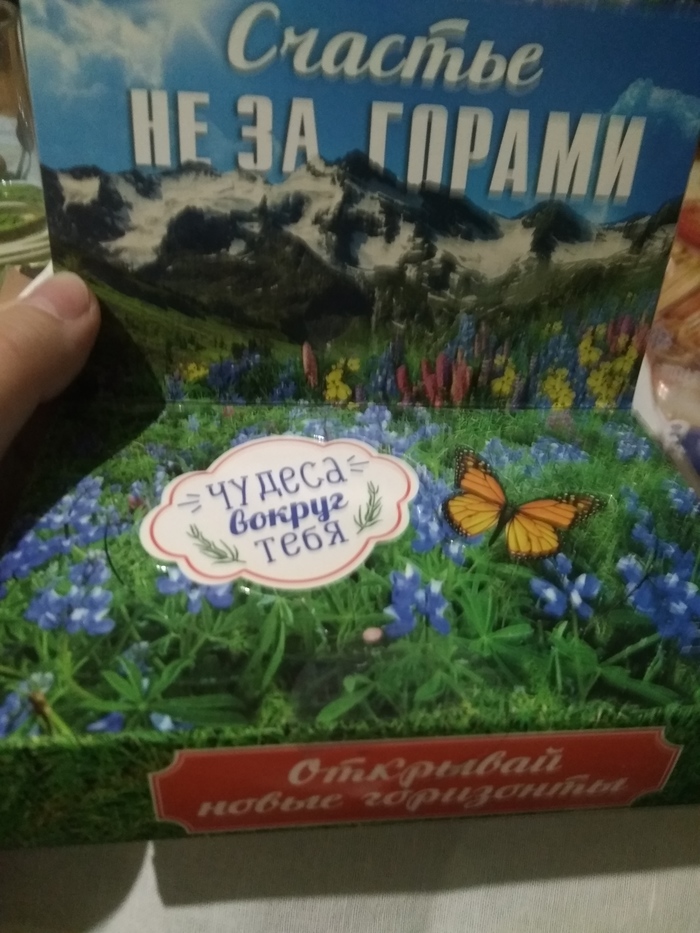 Счастье
НЕ ЗА ГОРАМИ
ЧУДЕСА
вокруг
тебя
Открывай
новые горизонты